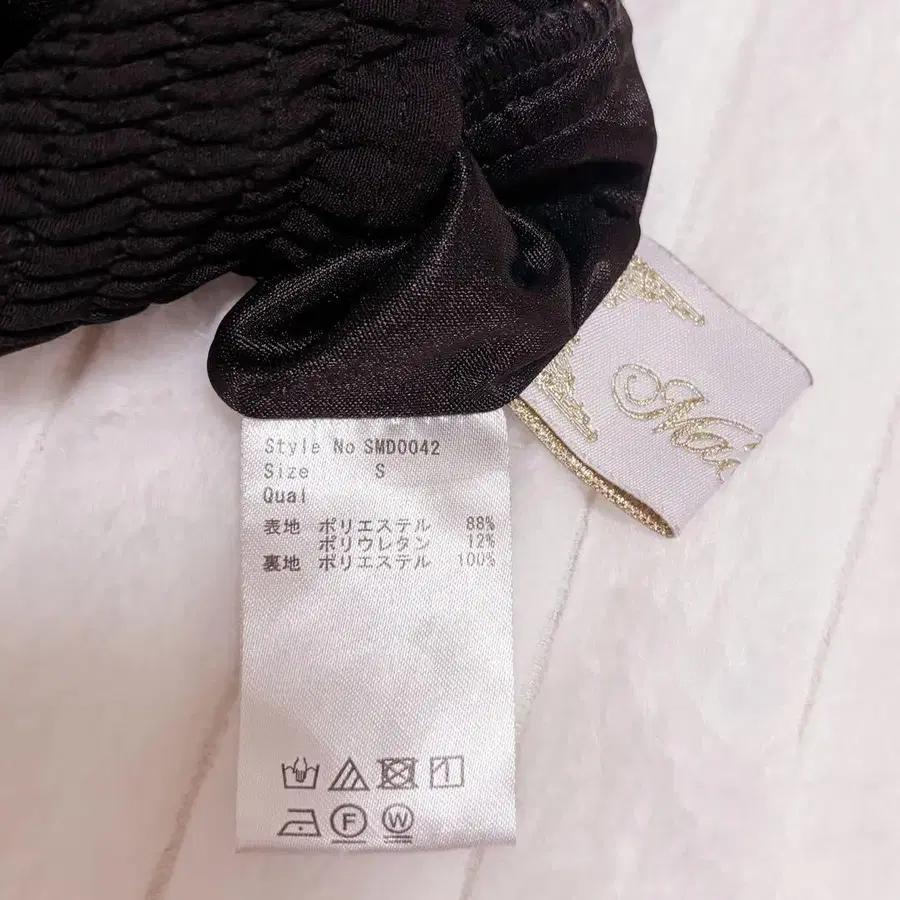 Style No SMD0042
Size S
Qual
表地 ポリエステル 88%
ポリウレタン 12%
裏地 ポリエステル 100%
F
W